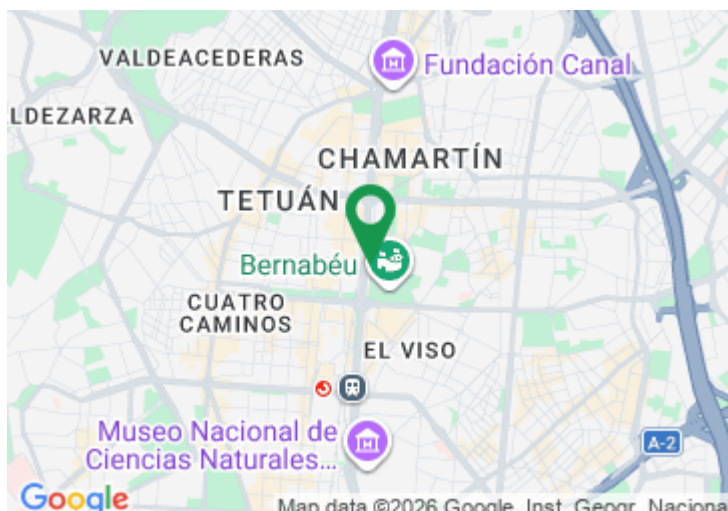 VALDEACEDERAS
Fundación Canal
LDEZARZA
CHAMARTÍN
TETUÁN
Bernabéu
CUATRO
CAMINOS
EL VISO
Museo Nacional de
Ciencias Naturales...
A-2
Google
Map data ©2026 Google, Inst. Geogr. Naciona